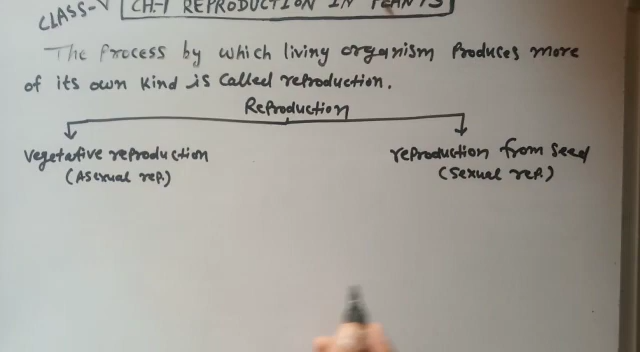 CLASS-V CH-1 REPRODUCTION IN PLANTS
The Process by which living organism Produces more
of its own kind is called reproduction.
Reproduction
vegetative reproduction
(Asexual rep.)
reproduction from seed
(sexual rep.)